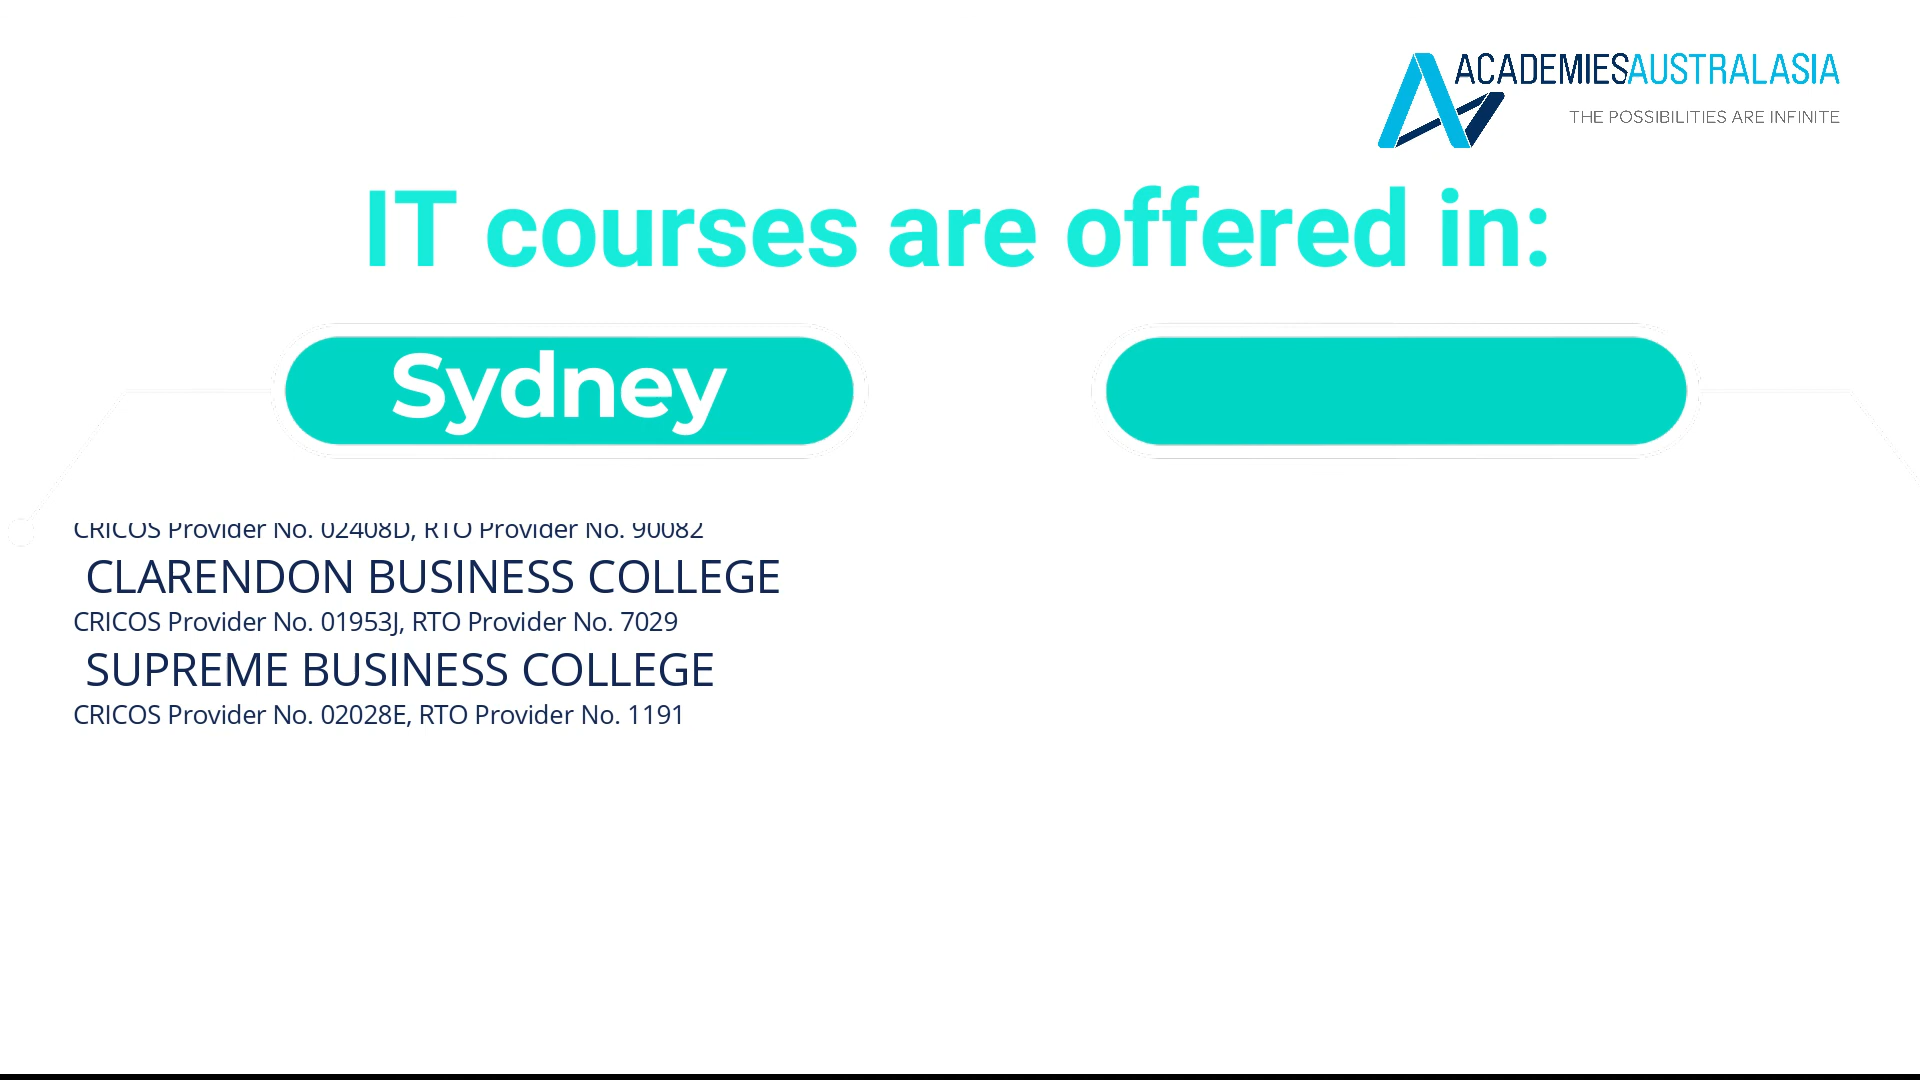 ACADEMIESAUSTRALASIA
THE POSSIBILITIES ARE INFINITE
IT courses are offered in:
Sydney
CRICOS Provider No. 02408D, RTO Provider No. 90082
CLARENDON BUSINESS COLLEGE
CRICOS Provider No. 01953J, RTO Provider No. 7029
SUPREME BUSINESS COLLEGE
CRICOS Provider No. 02028E, RTO Provider No. 1191